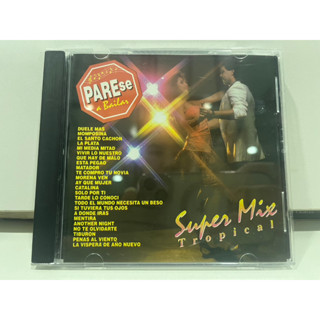 PAREse
a Bailar
DUELE MAS
MOMPOSINA
EL SANTO CACHON
LA PLATA
MI MEDIA MITAD
VIVIR LO NUESTRO
QUE HAY DE MALO
ESTA PEGAO
MATADOR
TE COMPRO TU NOVIA
MORENA VEN
AY QUE MUJER
CATALINA
SOLO POR TI
TARDE LO CONOCI
TODO EL MUNDO NECESITA UN BESO
SI TUVIERA TUS OJOS
A DONDE IRAS
MENTIRA
ANOTHER NIGHT
NO TE OLVIDARTE
TIBURON
PENAS AL VIENTO
LA VISPERA DE AÑO NUEVO
Super Mix
Tropical